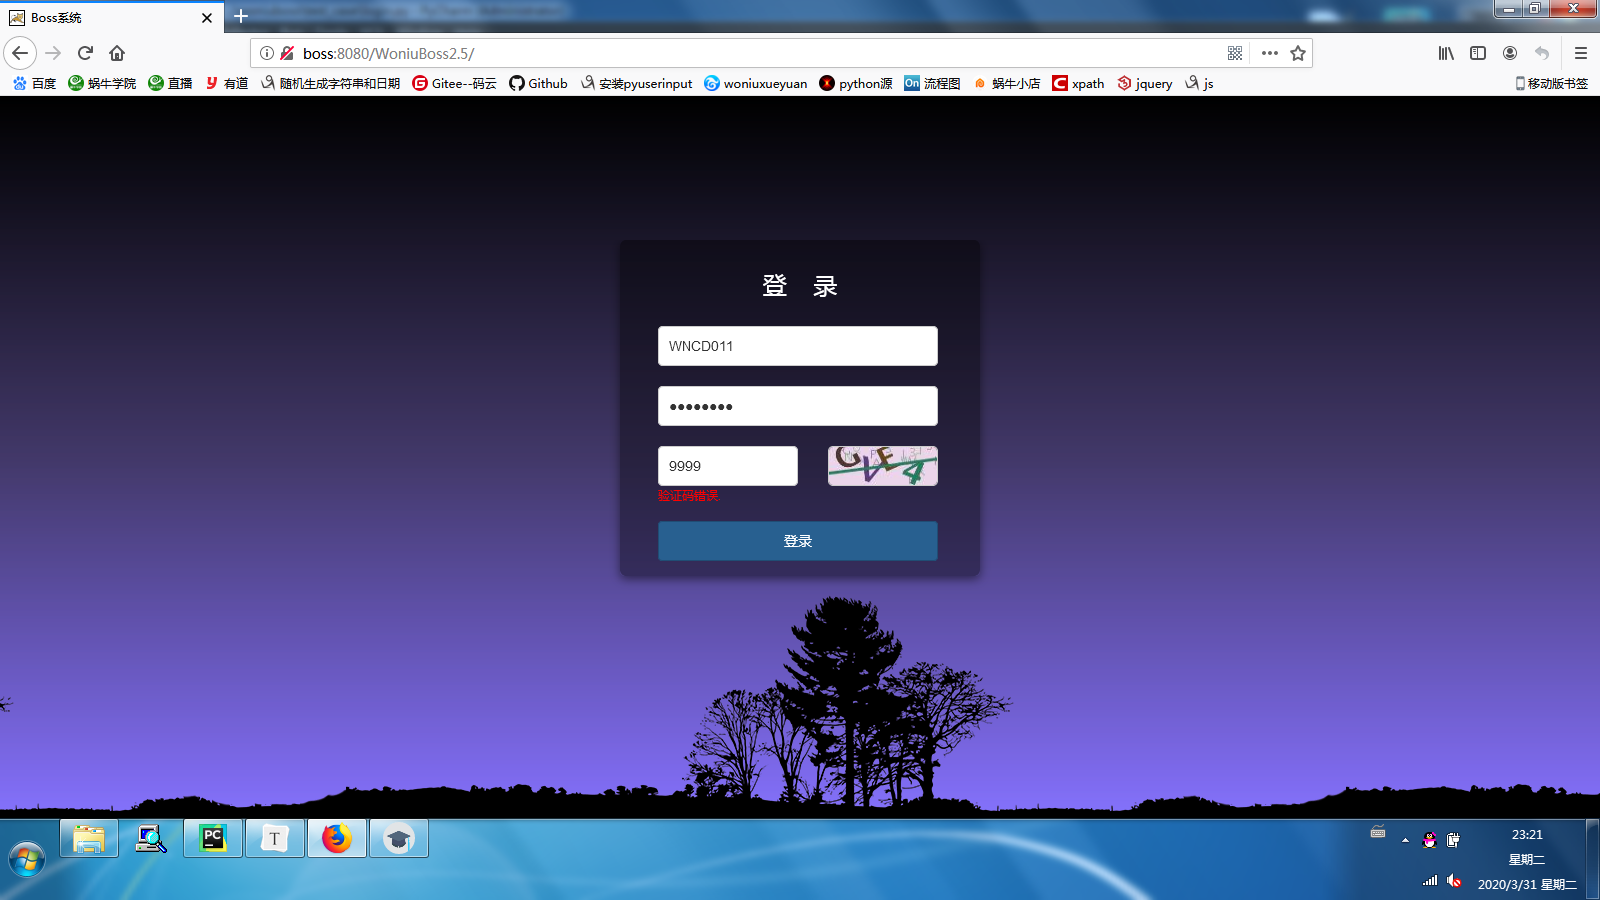 Boss系统
boss:8080/WoniuBoss2.5/
百度 蜗牛学院 直播 有道 随机生成字符串和日期 Gitee--码云 Github 安装pyuserinput woniuxueyuan python源 On 流程图 蜗牛小店 xpath jquery js 移动版书签
登 录
WNCD011
9999
GVF4
验证码错误
登录
PC
T
23:21
星期二
2020/3/31 星期二